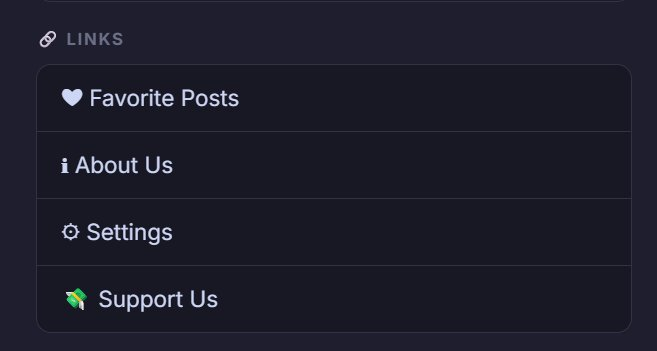 🔗 LINKS
♥ Favorite Posts
ℹ About Us
⚙ Settings
💸 Support Us